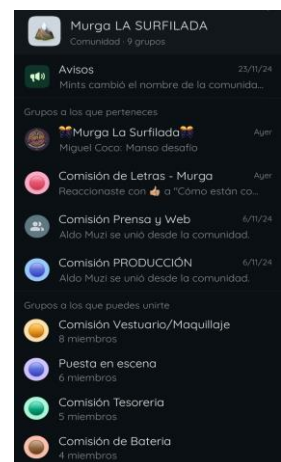 Murga LA SURFILADA
Comunidad · 9 grupos
Avisos 23/11/24
Mints cambió el nombre de la comunida...
Grupos a los que perteneces
🎊Murga La Surfilada🎊 Ayer
Miguel Coco: Manso desafío
Comisión de Letras - Murga Ayer
Reaccionaste con 👍 a "Cómo están co...
Comisión Prensa y Web 6/11/24
Aldo Muzi se unió desde la comunidad.
Comisión PRODUCCIÓN 6/11/24
Aldo Muzi se unió desde la comunidad.
Grupos a los que puedes unirte
Comisión Vestuario/Maquillaje
8 miembros
Puesta en escena
6 miembros
Comisión Tesoreria
5 miembros
Comisión de Bateria
4 miembros